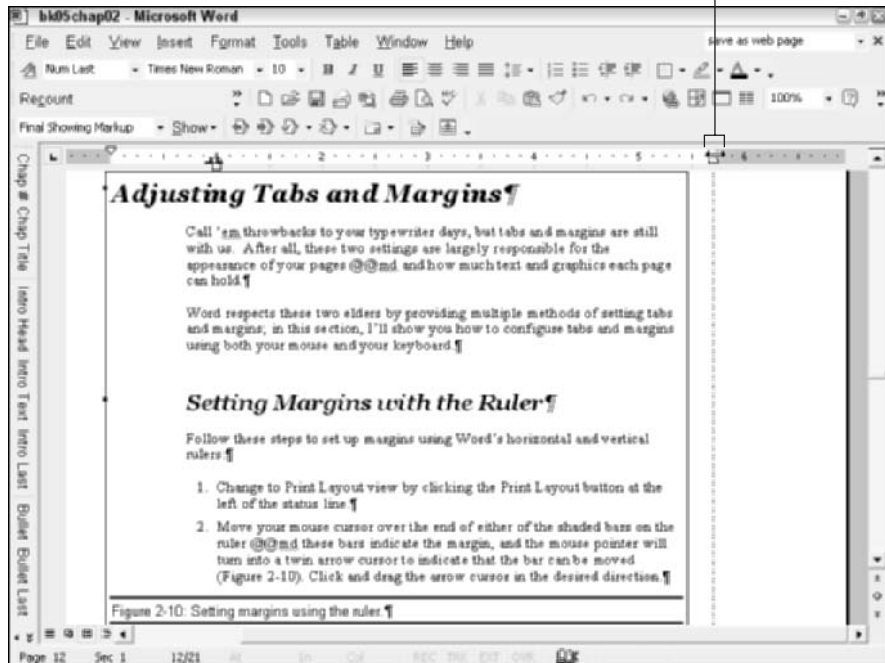 bk05chap02 - Microsoft Word
File Edit View Insert Format Tools Table Window Help
save as web page
Num Last Times New Roman 10 B I U
Recount 100%
Final Showing Markup Show
1 2 3 4 5 6
Chap # Chap Title Intro Head Intro Text Intro Last Bullet Bullet Last
Adjusting Tabs and Margins¶
Call 'em throwbacks to your typewriter days, but tabs and margins are still
with us. After all, these two settings are largely responsible for the
appearance of your pages @@md and how much text and graphics each page
can hold.¶
Word respects these two elders by providing multiple methods of setting tabs
and margins; in this section, I'll show you how to configure tabs and margins
using both your mouse and your keyboard.¶
Setting Margins with the Ruler¶
Follow these steps to set up margins using Word's horizontal and vertical
rulers:¶
1. Change to Print Layout view by clicking the Print Layout button at the
left of the status line.¶
2. Move your mouse cursor over the end of either of the shaded bars on the
ruler @@md these bars indicate the margin, and the mouse pointer will
turn into a twin arrow cursor to indicate that the bar can be moved
(Figure 2-10). Click and drag the arrow cursor in the desired direction.¶
Figure 2-10: Setting margins using the ruler.¶
Page 12 Sec 1 12/21 At Ln Col REC TRK EXT OVR